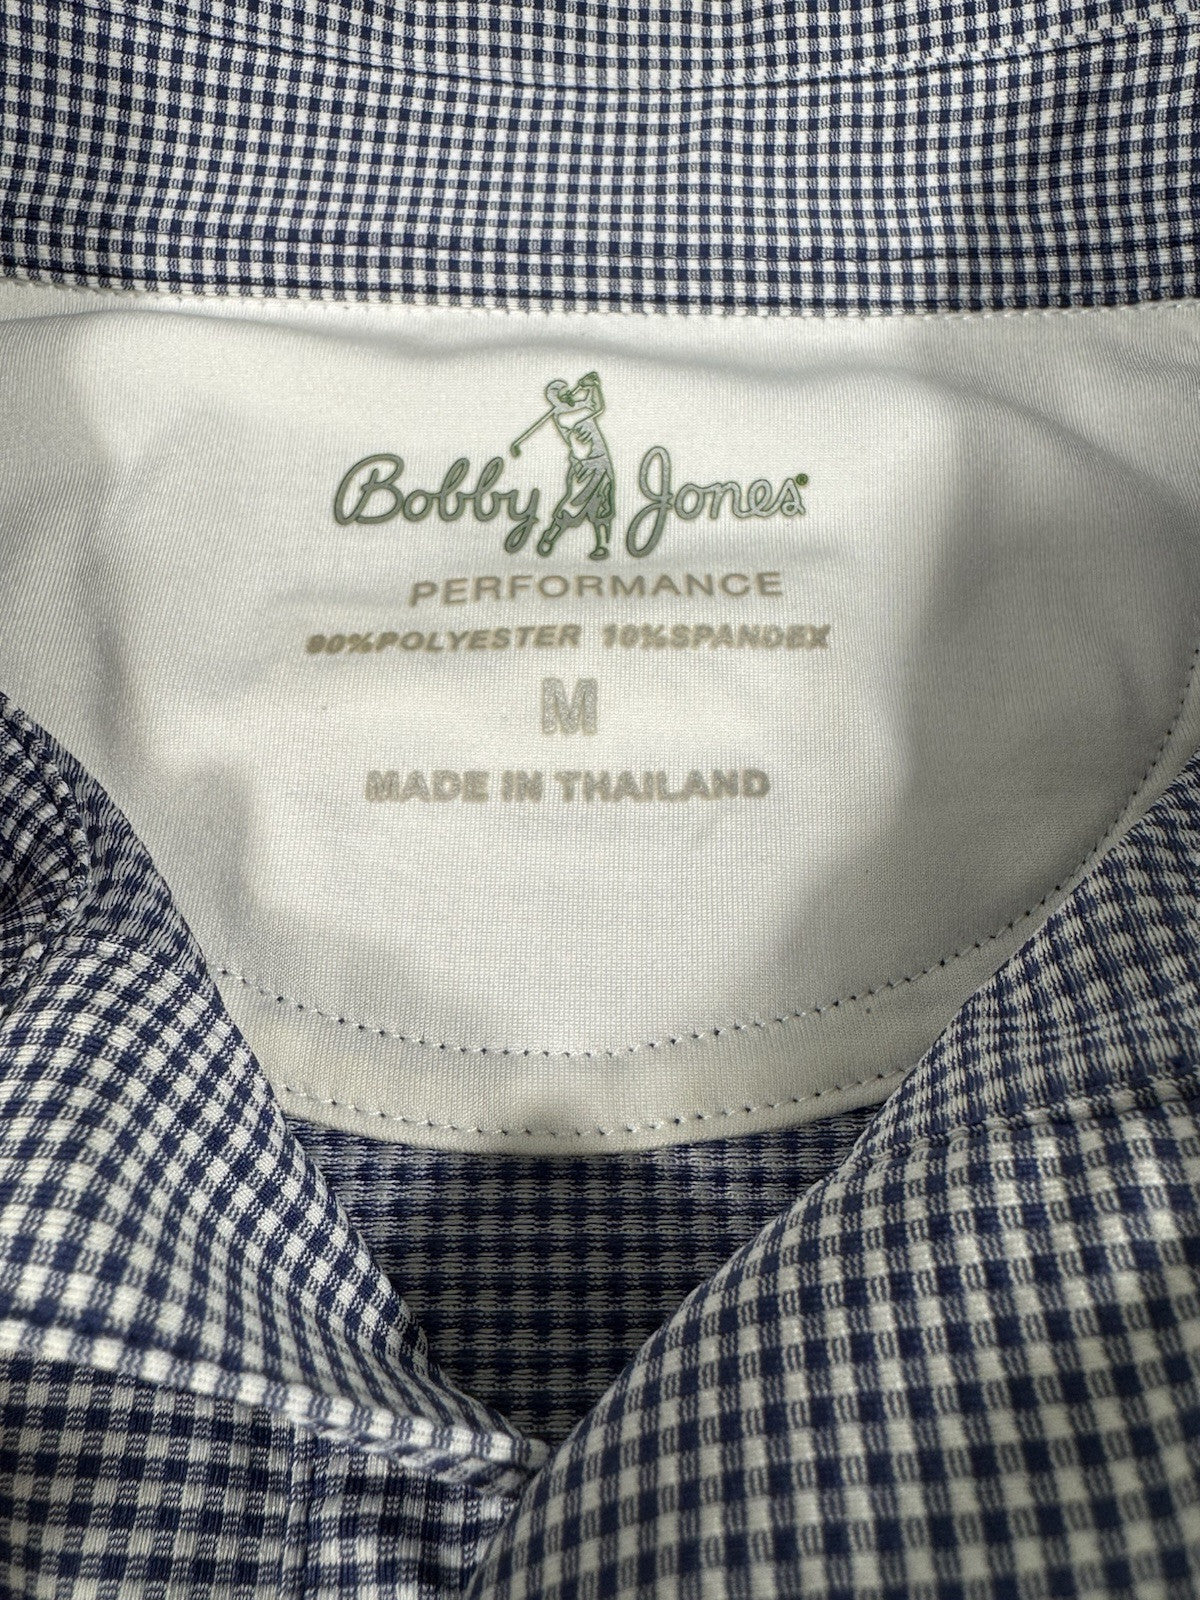 Bobby Jones®
PERFORMANCE
90%POLYESTER 10%SPANDEX
M
MADE IN THAILAND